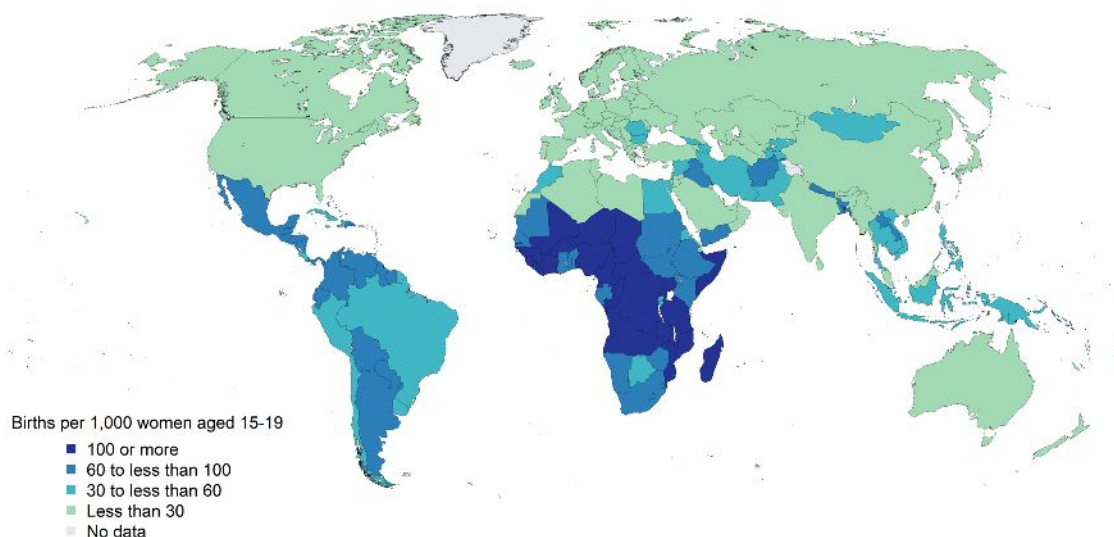 Births per 1,000 women aged 15-19
100 or more
60 to less than 100
30 to less than 60
Less than 30
No data